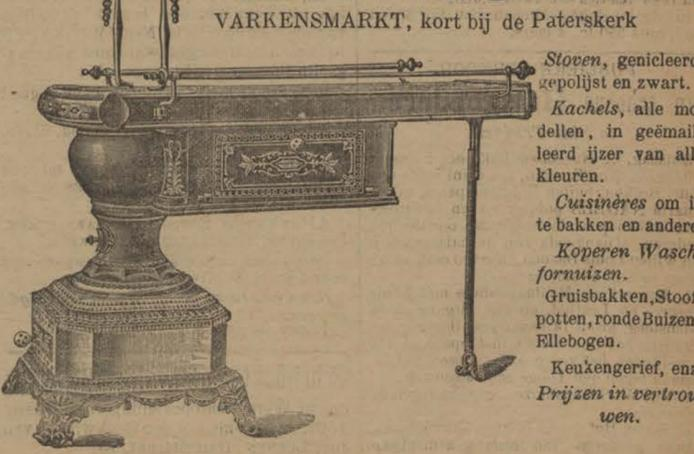 VARKENSMARKT, kort bij de Paterskerk
Stoven, genicleerd
gepolijst en zwart.
Kachels, alle mo
dellen, in geëmail
leerd ijzer van all
kleuren.
Cuisinères om i
te bakken en andere
Koperen Wasch
fornuizen.
Gruisbakken, Stoof
potten, ronde Buizen
Ellebogen.
Keukengerief, enz
Prijzen in vertrou
wen.